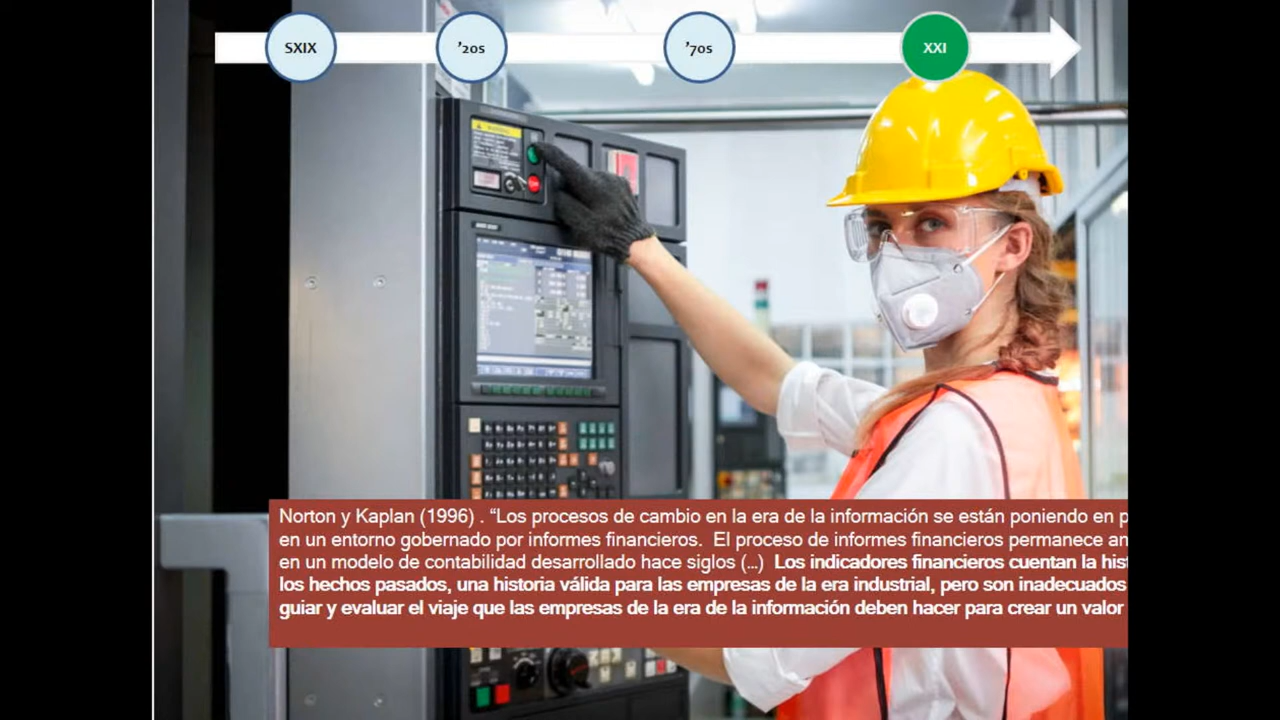 SXIX
'20s
'70s
XXI
Norton y Kaplan (1996) . “Los procesos de cambio en la era de la información se están poniendo en p
en un entorno gobernado por informes financieros.  El proceso de informes financieros permanece an
en un modelo de contabilidad desarrollado hace siglos (...)  Los indicadores financieros cuentan la his
los hechos pasados, una historia válida para las empresas de la era industrial, pero son inadecuados
guiar y evaluar el viaje que las empresas de la era de la información deben hacer para crear un valor